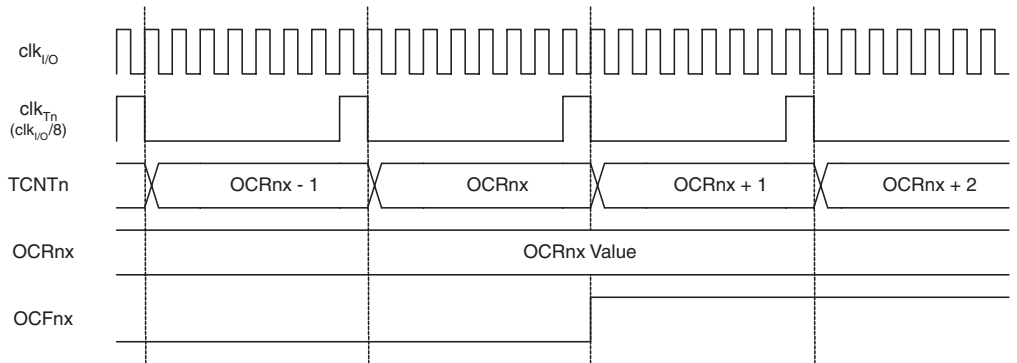 clkI/O
clkTn
(clkI/O/8)
TCNTn OCRnx - 1 OCRnx OCRnx + 1 OCRnx + 2
OCRnx OCRnx Value
OCFnx